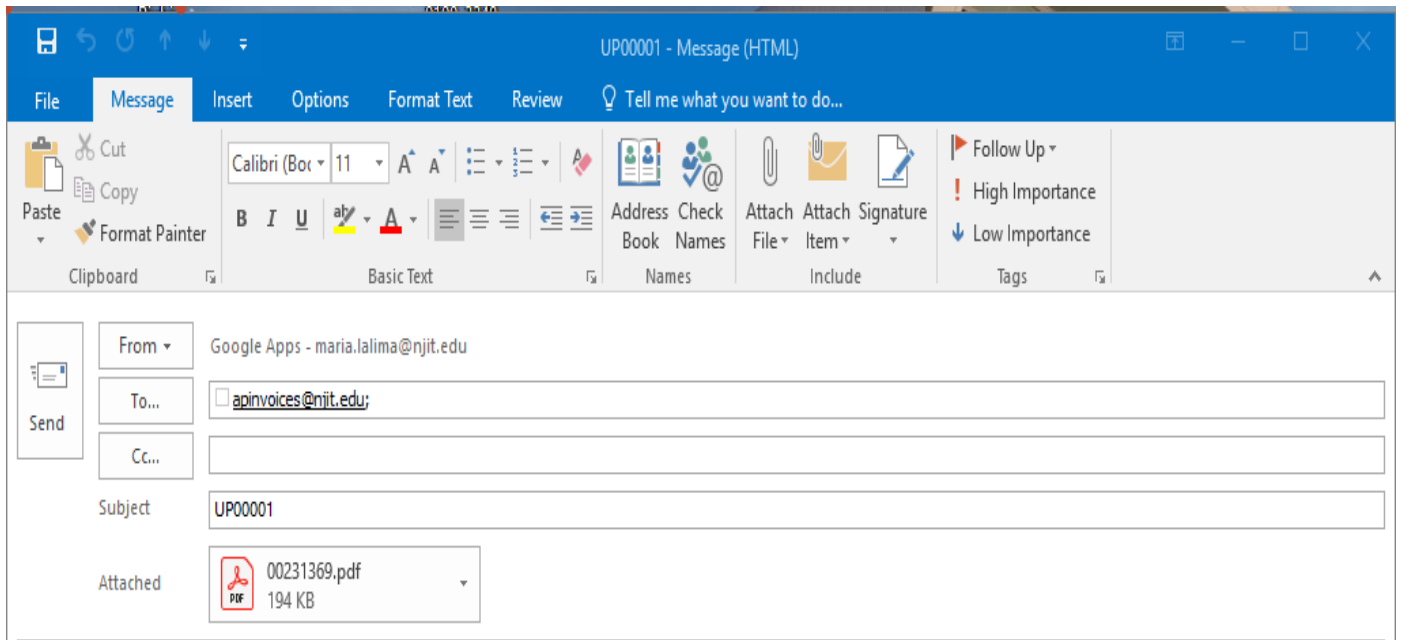 UP00001 - Message (HTML)
File Message Insert Options Format Text Review Tell me what you want to do...
Cut
Copy
Paste
Format Painter
Clipboard
Calibri (Boc 11
A A
B I U aby A
Basic Text
Address Book
Check Names
Names
Attach File
Attach Item
Signature
Include
Follow Up
High Importance
Low Importance
Tags
Send
From Google Apps - maria.lalima@njit.edu
To... apinvoices@njit.edu;
Cc...
Subject UP00001
Attached 00231369.pdf
PDF 194 KB